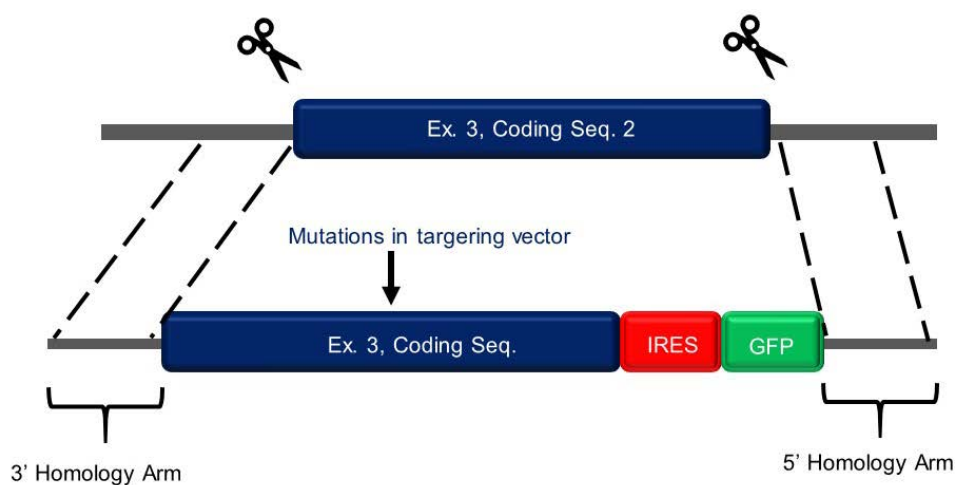 Ex. 3, Coding Seq. 2
Mutations in targering vector
Ex. 3, Coding Seq.
IRES
GFP
3’ Homology Arm
5’ Homology Arm